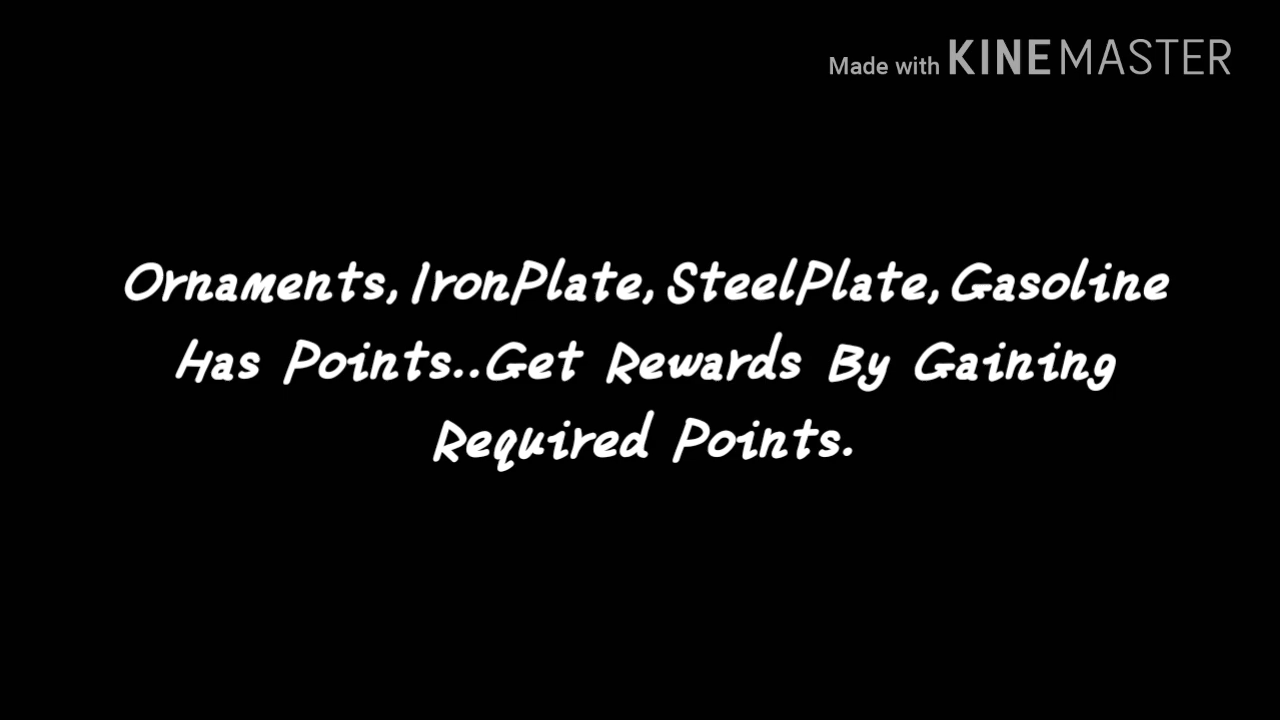 Made with KINEMASTER
Ornaments, IronPlate, SteelPlate, Gasoline
Has Points..Get Rewards By Gaining
Required Points.